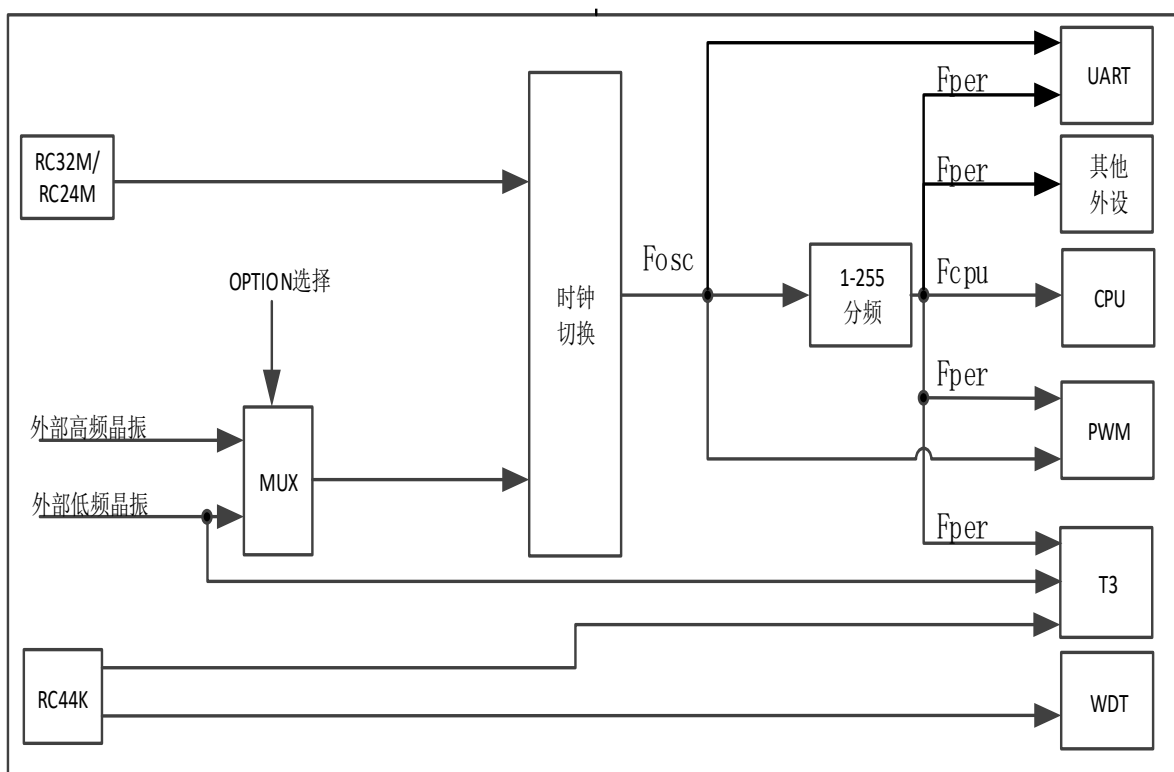 UART
Fper
RC32M/
RC24M
Fper
其他
外设
OPTION选择
Fosc
1-255
分频
Fcpu
CPU
时钟
切换
Fper
PWM
外部高频晶振
MUX
外部低频晶振
Fper
T3
RC44K
WDT